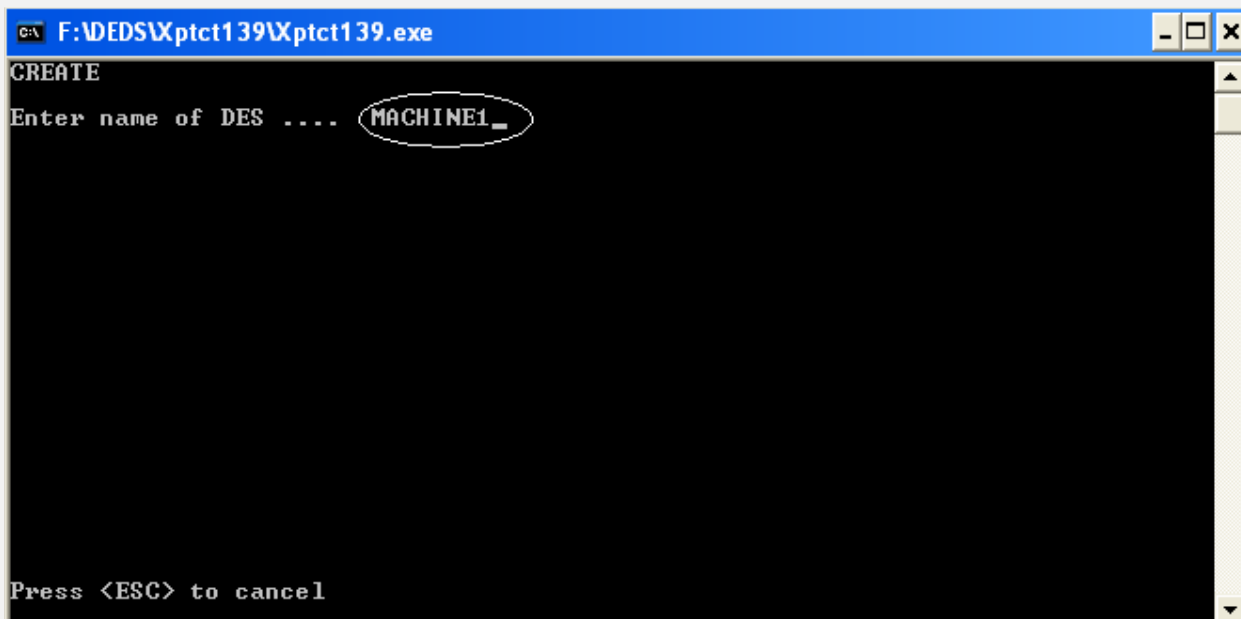 F:\DEDS\Xptct139\Xptct139.exe
CREATE
Enter name of DES .... MACHINE1_
Press <ESC> to cancel